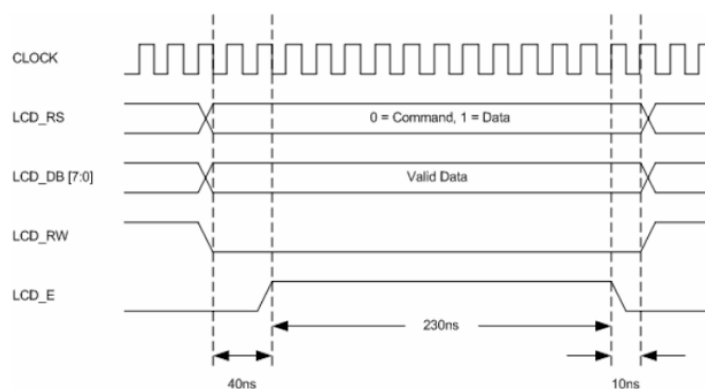 CLOCK
LCD_RS
0 = Command, 1 = Data
LCD_DB [7:0]
Valid Data
LCD_RW
LCD_E
230ns
40ns
10ns